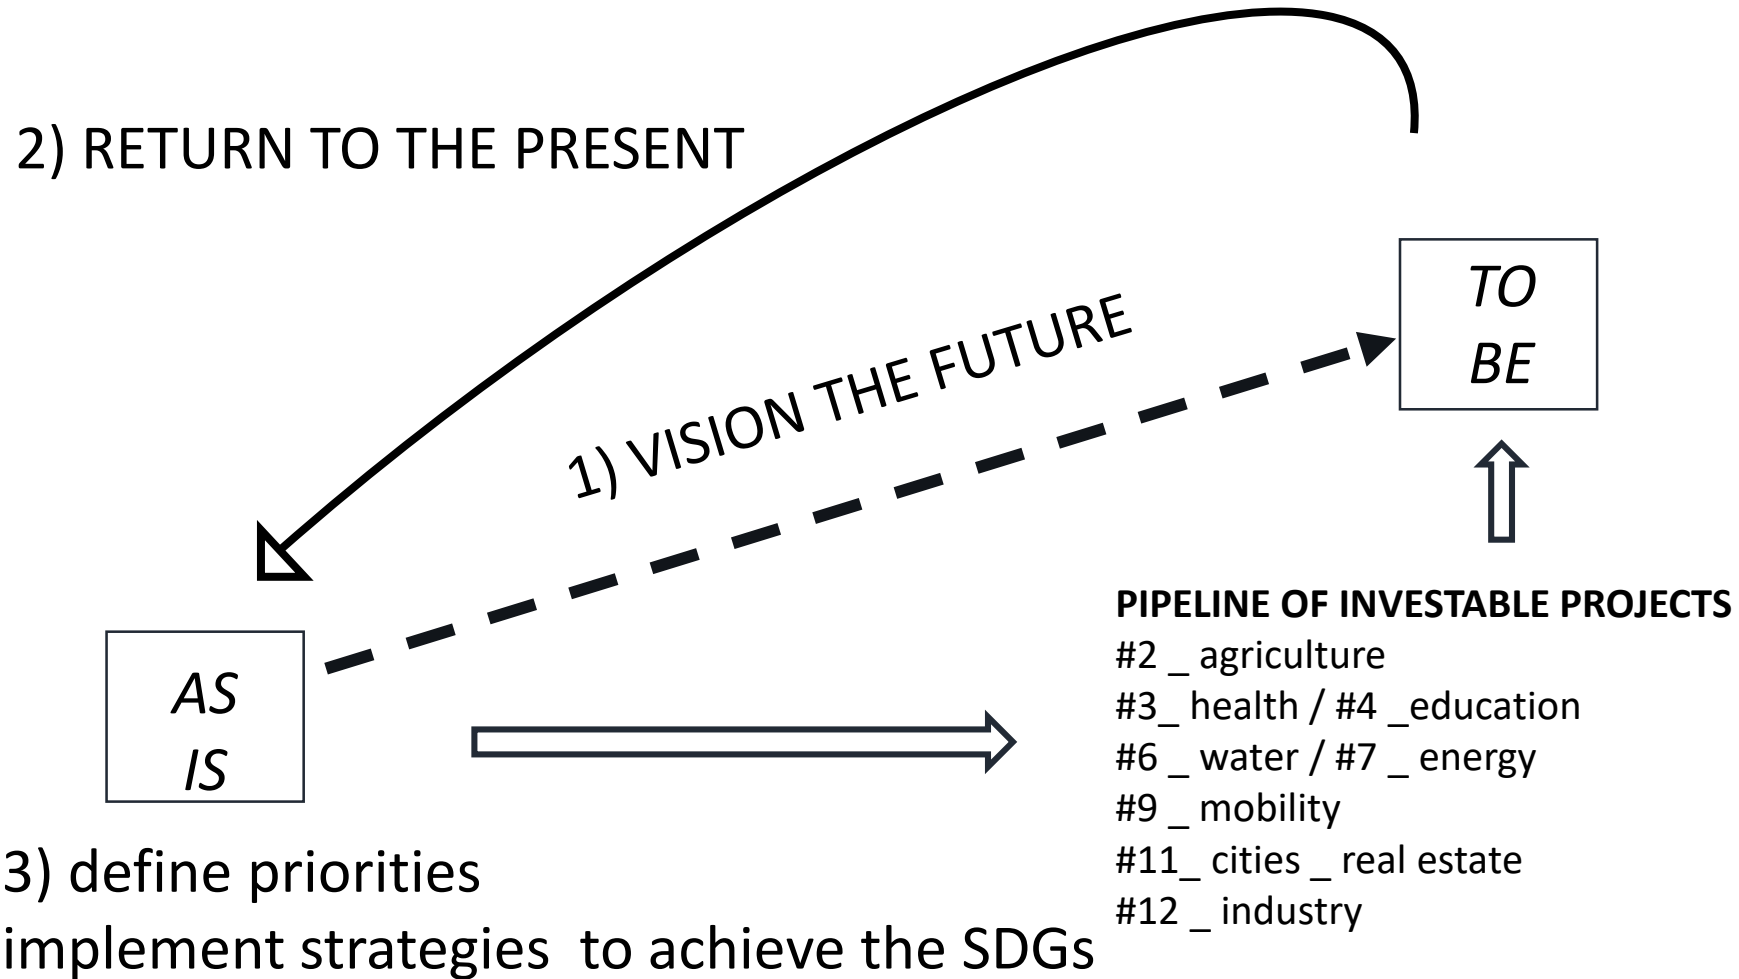 2) RETURN TO THE PRESENT
TO
BE
1) VISION THE FUTURE
AS
IS
PIPELINE OF INVESTABLE PROJECTS
#2 _ agriculture
#3_ health / #4 _education
#6 _ water / #7 _ energy
#9 _ mobility
#11_ cities _ real estate
#12 _ industry
3) define priorities
implement strategies  to achieve the SDGs